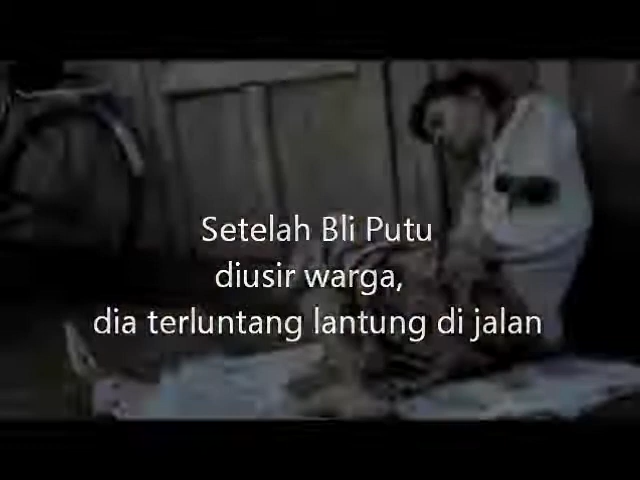 Setelah Bli Putu
diusir warga,
dia terluntang lantung di jalan